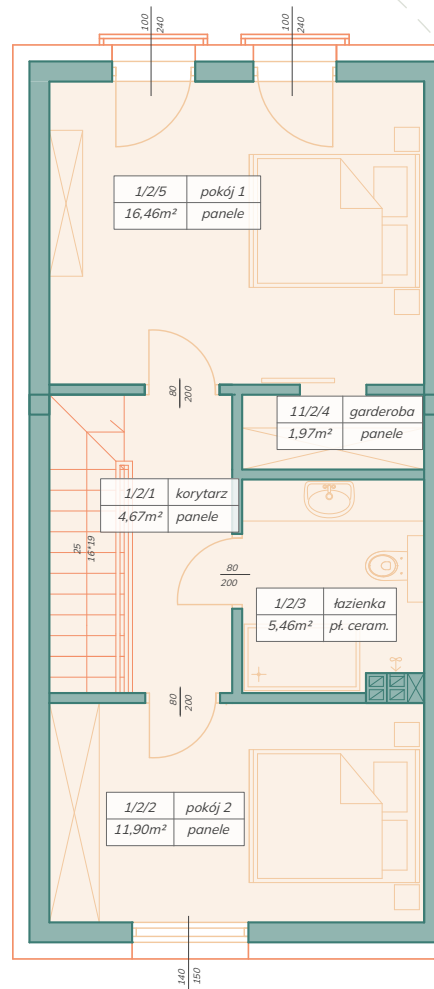 100
240
100
240
1/2/5 pokój 1
16,46m² panele
80
200
11/2/4 garderoba
1,97m² panele
1/2/1 korytarz
4,67m² panele
25
16*19
80
200
1/2/3 łazienka
5,46m² pł. ceram.
80
200
1/2/2 pokój 2
11,90m² panele
140
150